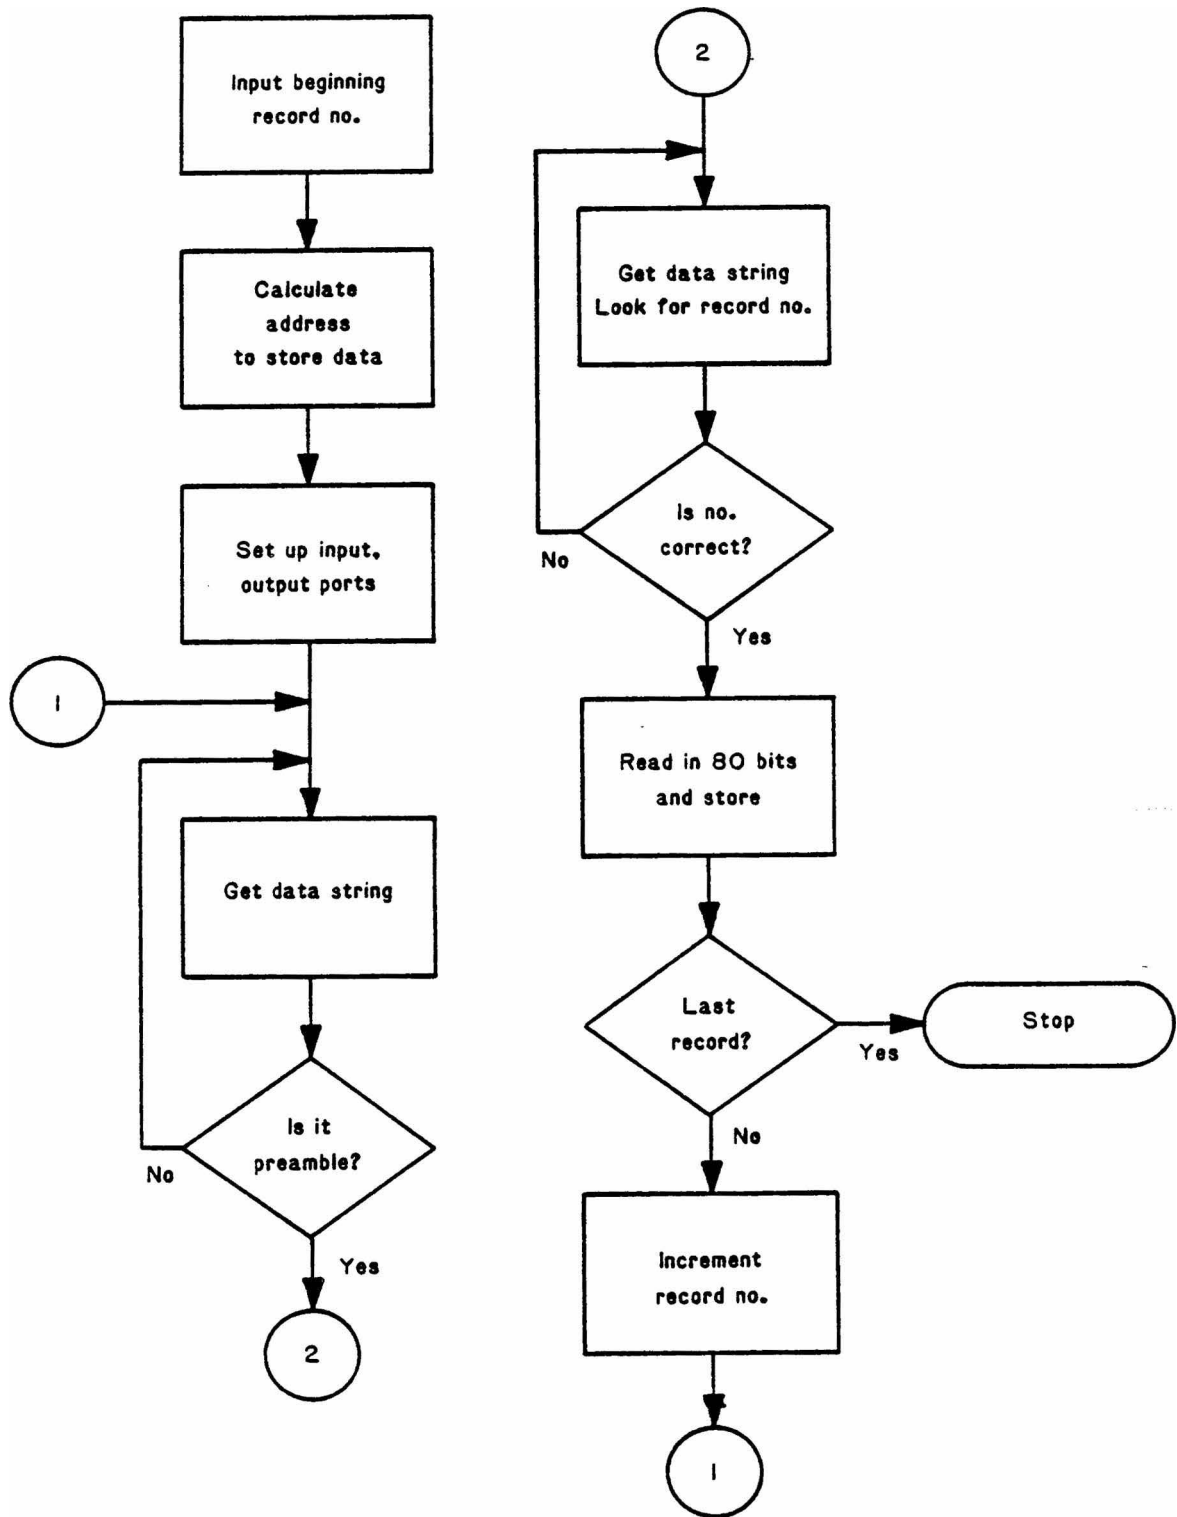 Input beginning
record no.
Calculate
address
to store data
Set up input,
output ports
1
Get data string
Is it
preamble?
No
Yes
2
2
Get data string
Look for record no.
Is no.
correct?
No
Yes
Read in 80 bits
and store
Last
record?
Yes
Stop
No
Increment
record no.
1